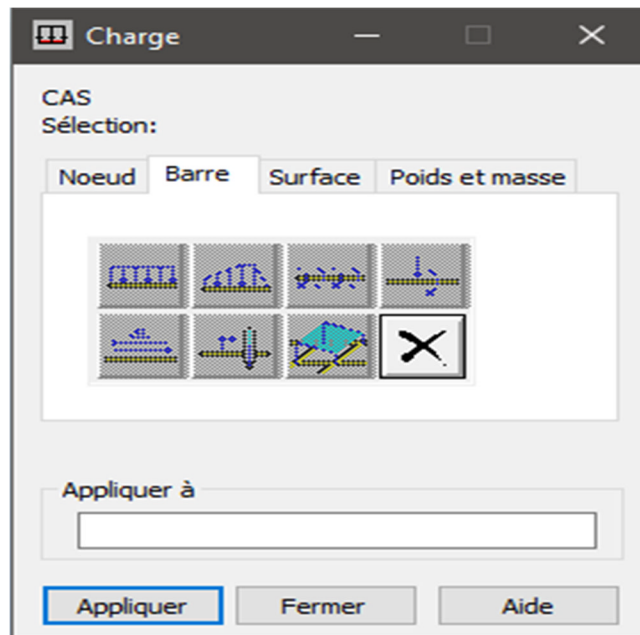 Charge
CAS
Sélection:
Noeud Barre Surface Poids et masse
Appliquer à
Appliquer Fermer Aide